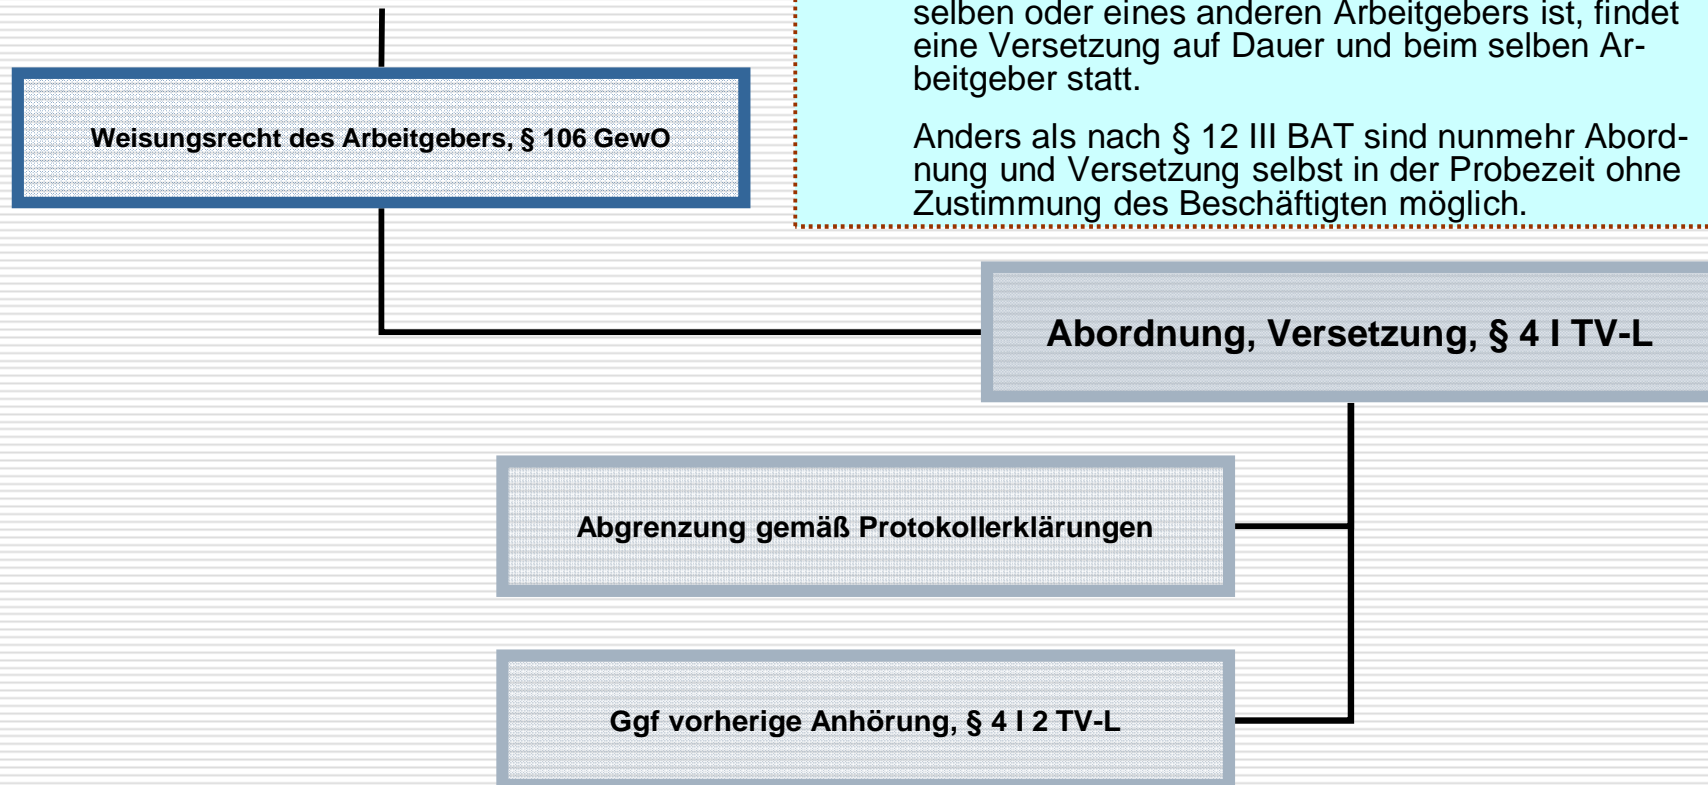 selben oder eines anderen Arbeitgebers ist, findet
eine Versetzung auf Dauer und beim selben Ar-
beitgeber statt.
Anders als nach § 12 III BAT sind nunmehr Abord-
nung und Versetzung selbst in der Probezeit ohne
Zustimmung des Beschäftigten möglich.
Weisungsrecht des Arbeitgebers, § 106 GewO
Abordnung, Versetzung, § 4 I TV-L
Abgrenzung gemäß Protokollerklärungen
Ggf vorherige Anhörung, § 4 I 2 TV-L